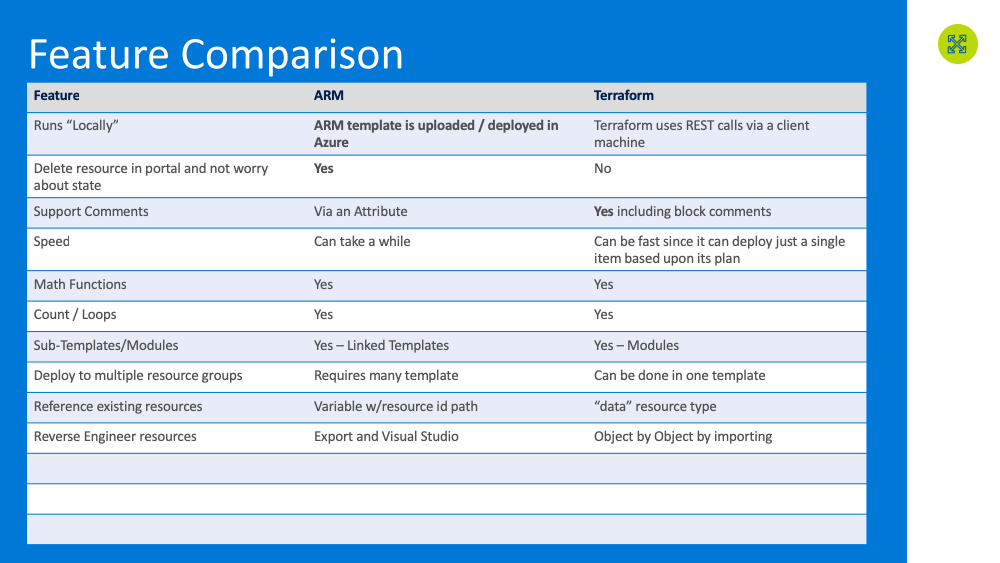 Feature Comparison
Feature ARM Terraform
Runs “Locally” ARM template is uploaded / deployed in Terraform uses REST calls via a client
Azure machine
Delete resource in portal and not worry Yes No
about state
Support Comments Via an Attribute Yes including block comments
Speed Can take a while Can be fast since it can deploy just a single
item based upon its plan
Math Functions Yes Yes
Count / Loops Yes Yes
Sub-Templates/Modules Yes – Linked Templates Yes – Modules
Deploy to multiple resource groups Requires many template Can be done in one template
Reference existing resources Variable w/resource id path “data” resource type
Reverse Engineer resources Export and Visual Studio Object by Object by importing